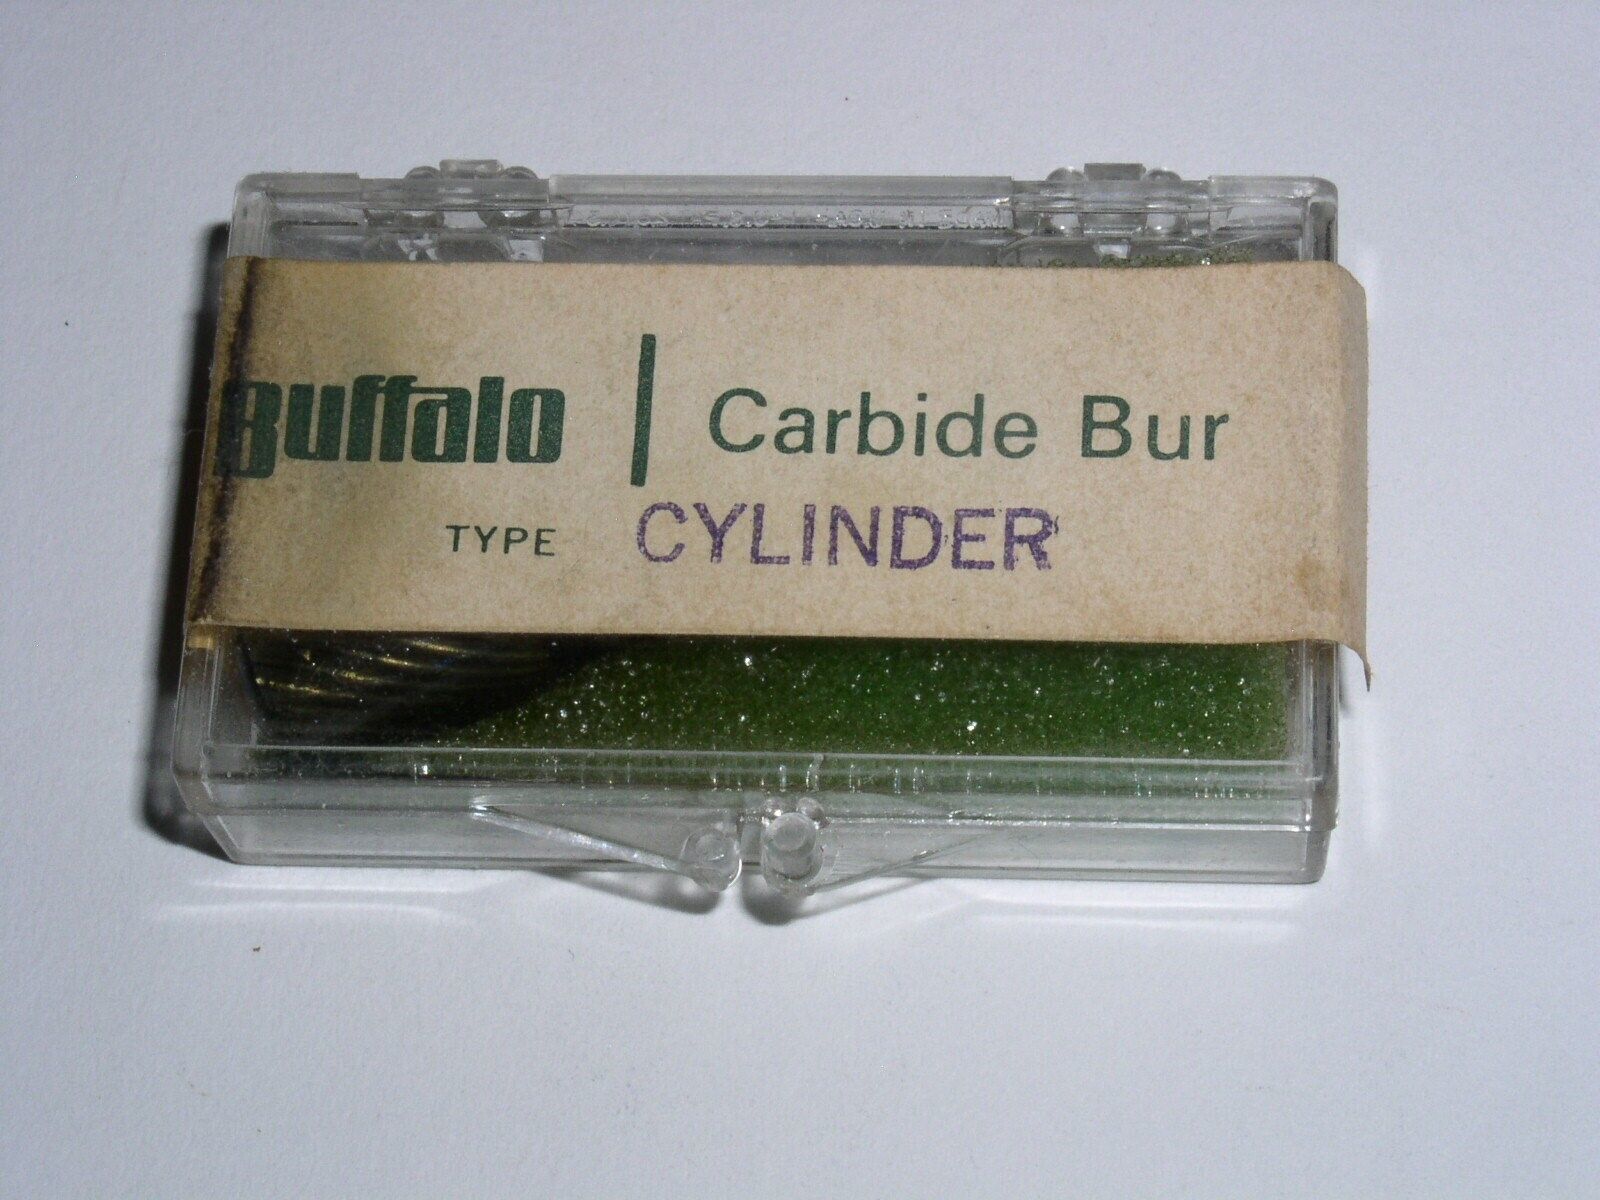 Buffalo | Carbide Bur
TYPE CYLINDER